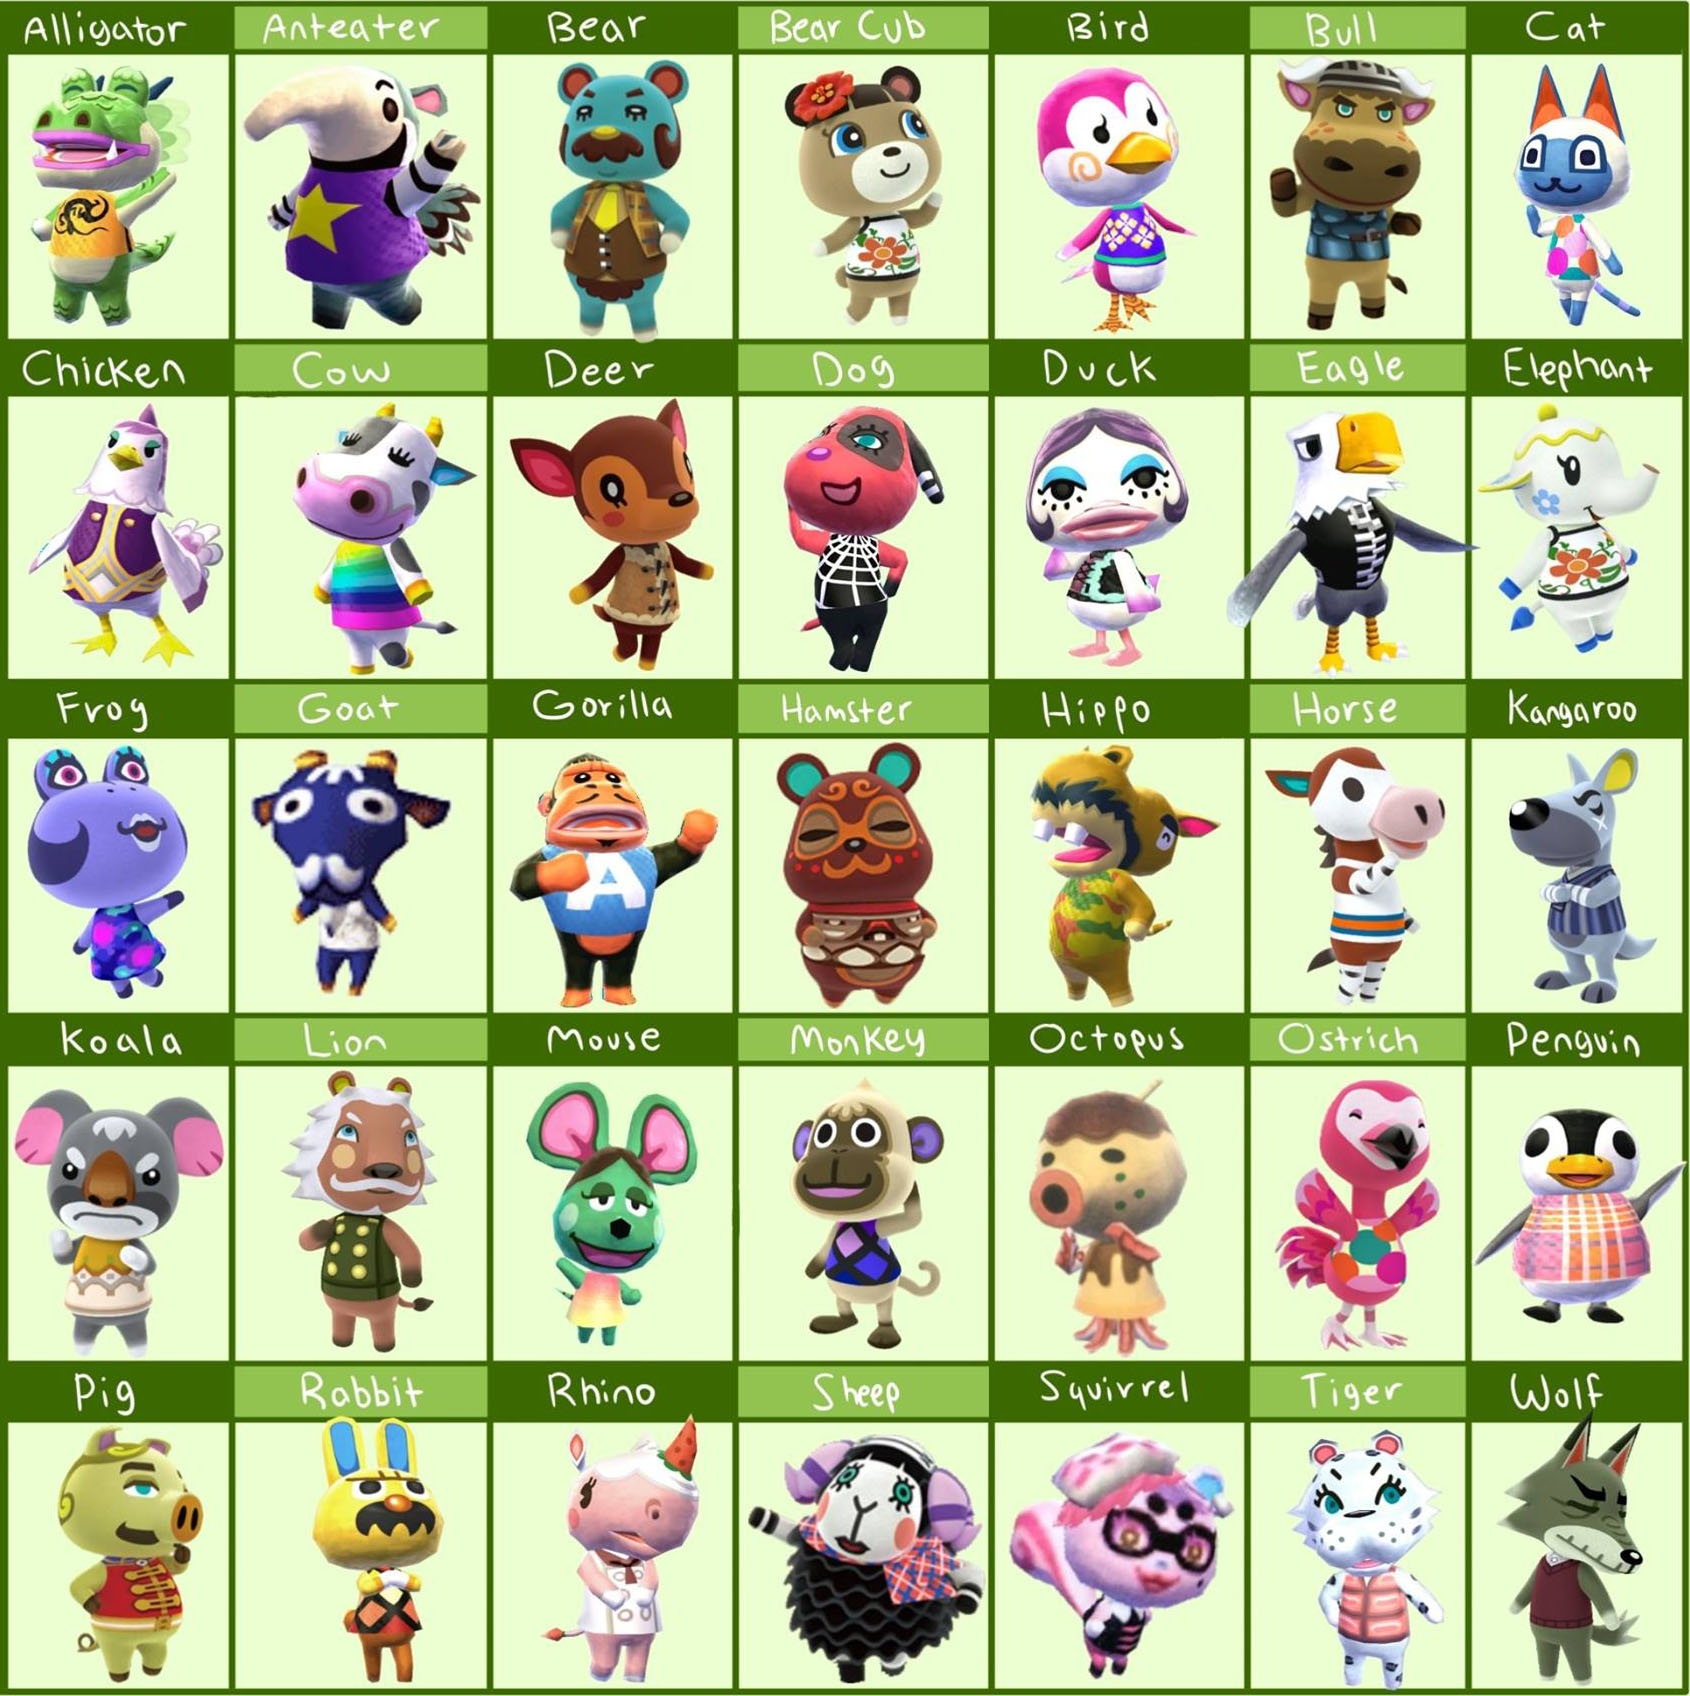 Alligator Anteater Bear Bear Cub Bird Bull Cat
Chicken Cow Deer Dog Duck Eagle Elephant
Frog Goat Gorilla Hamster Hippo Horse Kangaroo
A
Koala Lion Mouse Monkey Octopus Ostrich Penguin
Pig Rabbit Rhino Sheep Squirrel Tiger Wolf